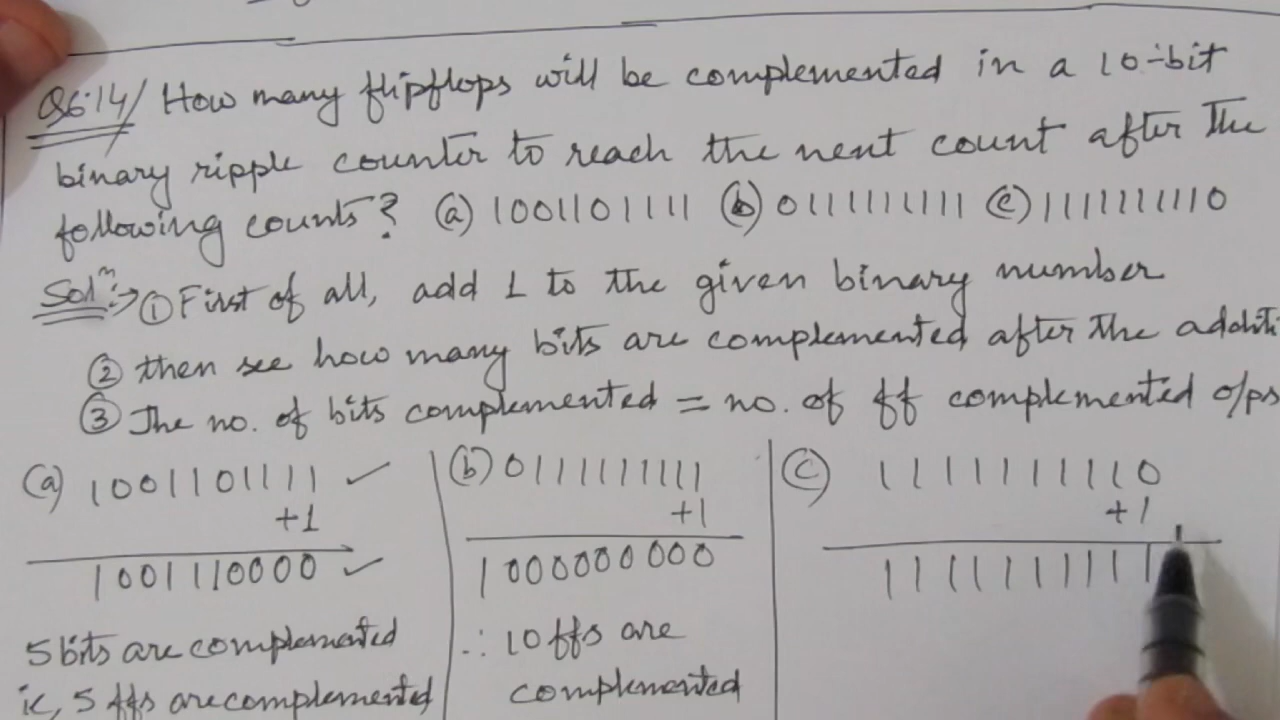 Q6.14/ How many flipflops will be complemented in a 10-bit
binary ripple counter to reach the next count after the
following counts? (a) 1001101111 (b) 0111111111 (c) 1111111110
Solⁿ:→ ① First of all, add 1 to the given binary number
② then see how many bits are complemented after the additi
③ The no. of bits complemented = no. of ff complemented o/ps
(a) 1001101111 ✓
+1
1001110000 ✓
5 bits are complemented
ie, 5 ffs are complemented
(b) 0111111111
+1
1000000000
∴ 10 ffs are
complemented
(c) 1111111110
+1
1111111111